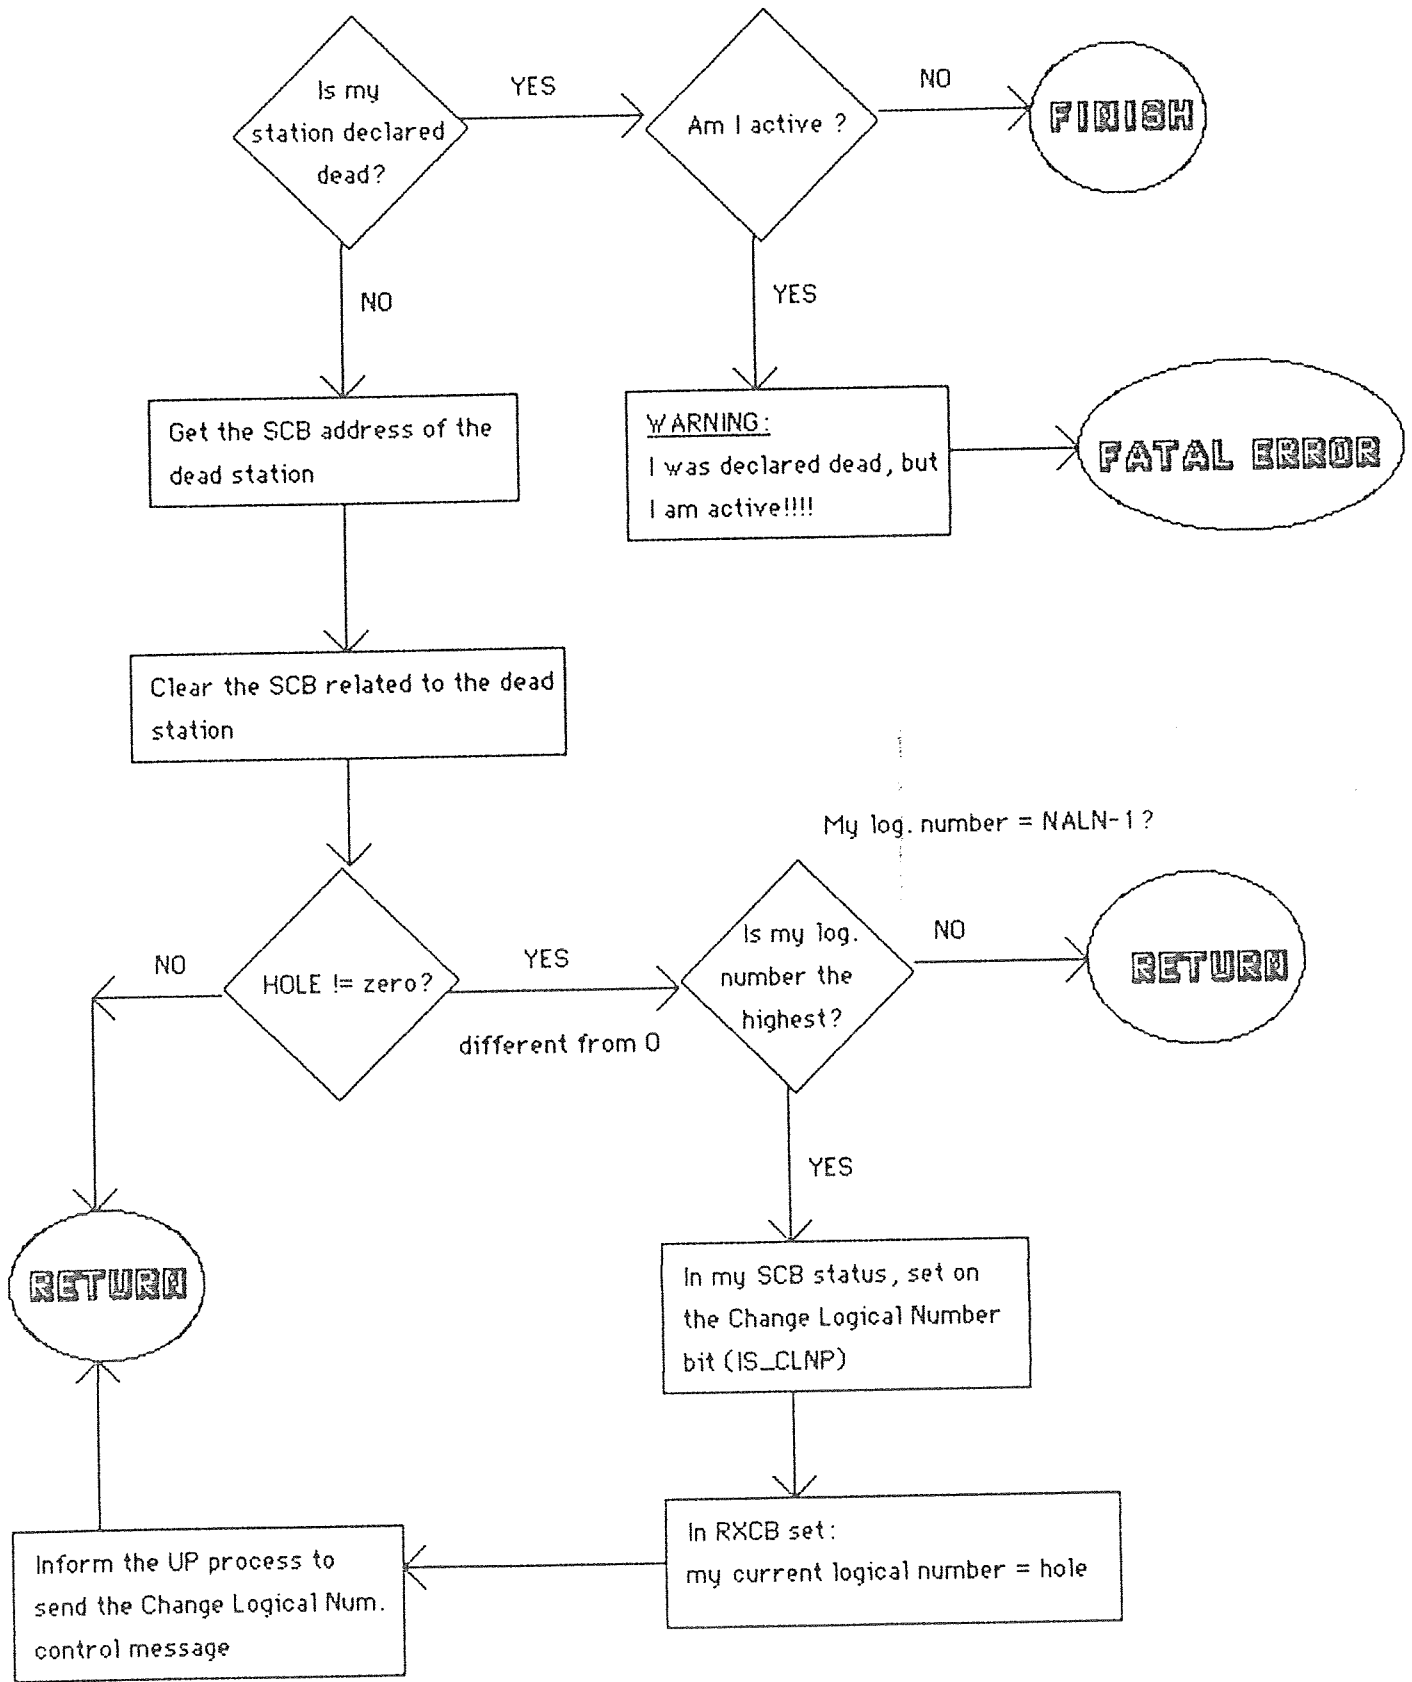 Is my
station declared
dead?
YES
Am I active ?
NO
FINISH
NO
YES
Get the SCB address of the
dead station
WARNING:
I was declared dead, but
I am active!!!!
FATAL ERROR
Clear the SCB related to the dead
station
My log. number = NALN-1?
NO
HOLE != zero?
YES
different from 0
Is my log.
number the
highest?
NO
RETURN
YES
RETURN
In my SCB status, set on
the Change Logical Number
bit (IS_CLNP)
In RXCB set:
my current logical number = hole
Inform the UP process to
send the Change Logical Num.
control message